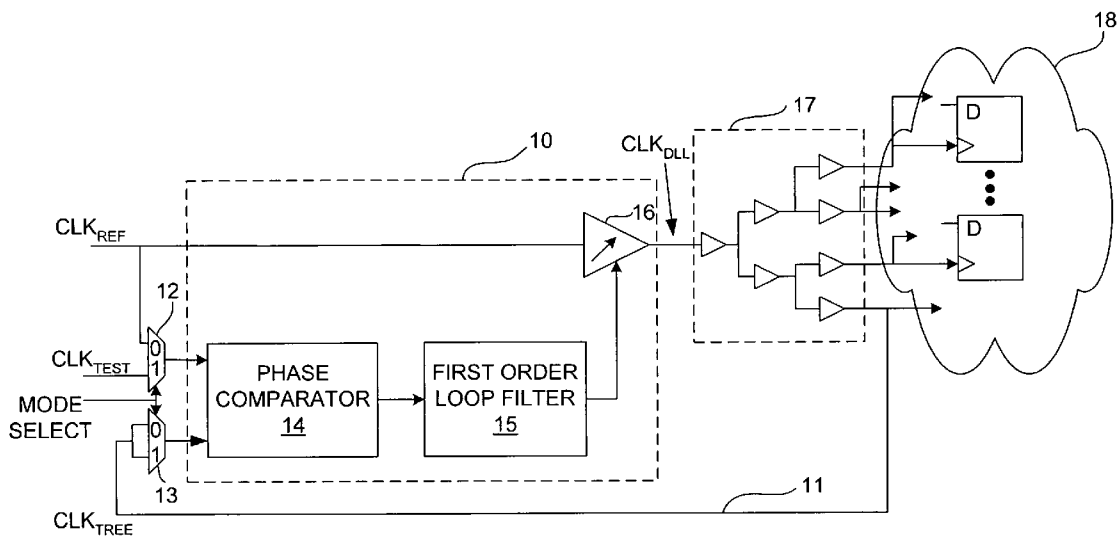 18
17
10
CLK_DLL
D
16
CLK_REF
D
12
0
1
CLK_TEST
PHASE
COMPARATOR
14
FIRST ORDER
LOOP FILTER
15
MODE
SELECT
0
1
13
11
CLK_TREE